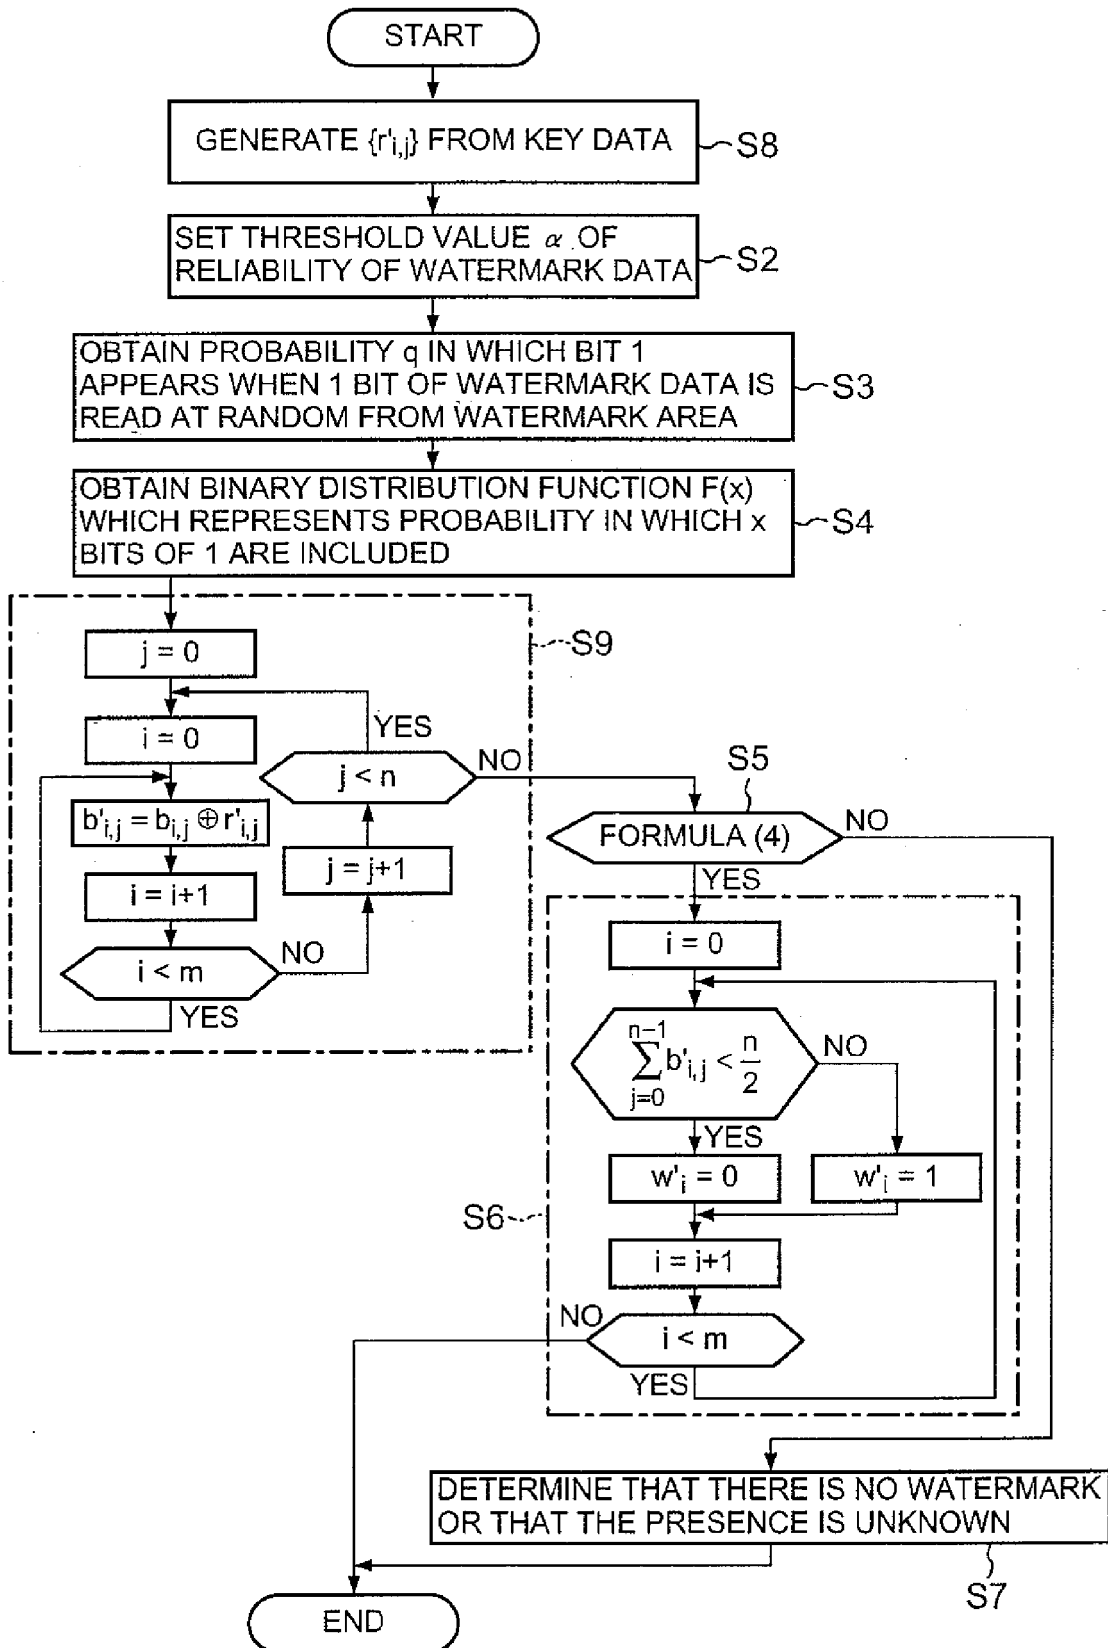 START
GENERATE {r'i,j} FROM KEY DATA
S8
SET THRESHOLD VALUE α OF
RELIABILITY OF WATERMARK DATA
S2
OBTAIN PROBABILITY q IN WHICH BIT 1
APPEARS WHEN 1 BIT OF WATERMARK DATA IS
READ AT RANDOM FROM WATERMARK AREA
S3
OBTAIN BINARY DISTRIBUTION FUNCTION F(x)
WHICH REPRESENTS PROBABILITY IN WHICH x
BITS OF 1 ARE INCLUDED
S4
S9
j = 0
i = 0
b'i,j = bi,j ⊕ r'i,j
i = i+1
i < m
YES
NO
j = j+1
j < n
YES
NO
S5
FORMULA (4)
NO
YES
S6
i = 0
n-1
∑ b'i,j < n/2
j=0
NO
YES
w'i = 0
w'i = 1
i = i+1
i < m
NO
YES
DETERMINE THAT THERE IS NO WATERMARK
OR THAT THE PRESENCE IS UNKNOWN
S7
END